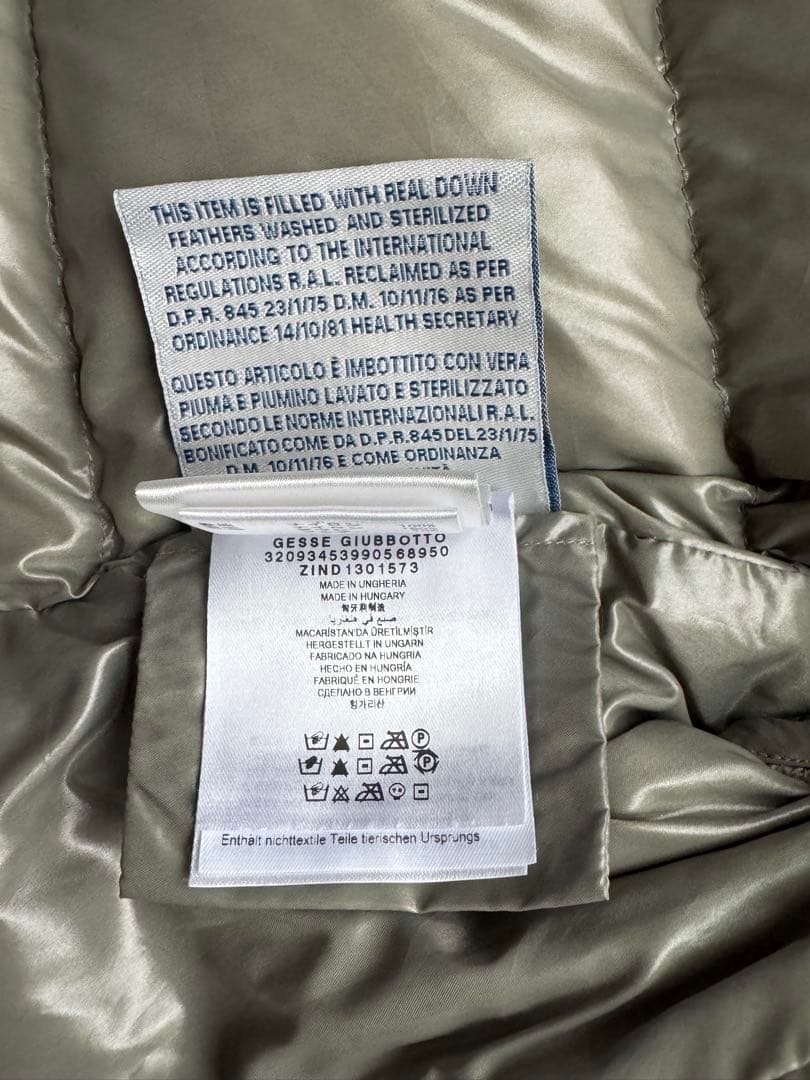 THIS ITEM IS FILLED WITH REAL DOWN
FEATHERS WASHED AND STERILIZED
ACCORDING TO THE INTERNATIONAL
REGULATIONS R.A.L. RECLAIMED AS PER
D.P.R. 845 23/1/75 D.M. 10/11/76 AS PER
ORDINANCE 14/10/81 HEALTH SECRETARY
QUESTO ARTICOLO È IMBOTTITO CON VERA
PIUMA E PIUMINO LAVATO E STERILIZZATO
SECONDO LE NORME INTERNAZIONALI R.A.L.
BONIFICATO COME DA D.P.R. 845 DEL 23/1/75
D.M. 10/11/76 E COME ORDINANZA
100%
GESSE GIUBBOTTO
32093453990568950
ZIND1301573
MADE IN UNGHERIA
MADE IN HUNGARY
匈牙利制造
صنع في هنغاريا
MACARİSTAN'DA ÜRETİLMİŞTİR
HERGESTELLT IN UNGARN
FABRICADO NA HUNGRIA
HECHO EN HUNGRÍA
FABRIQUÉ EN HONGRIE
СДЕЛАНО В ВЕНГРИИ
헝가리산
P
P
Enthält nichttextile Teile tierischen Ursprungs